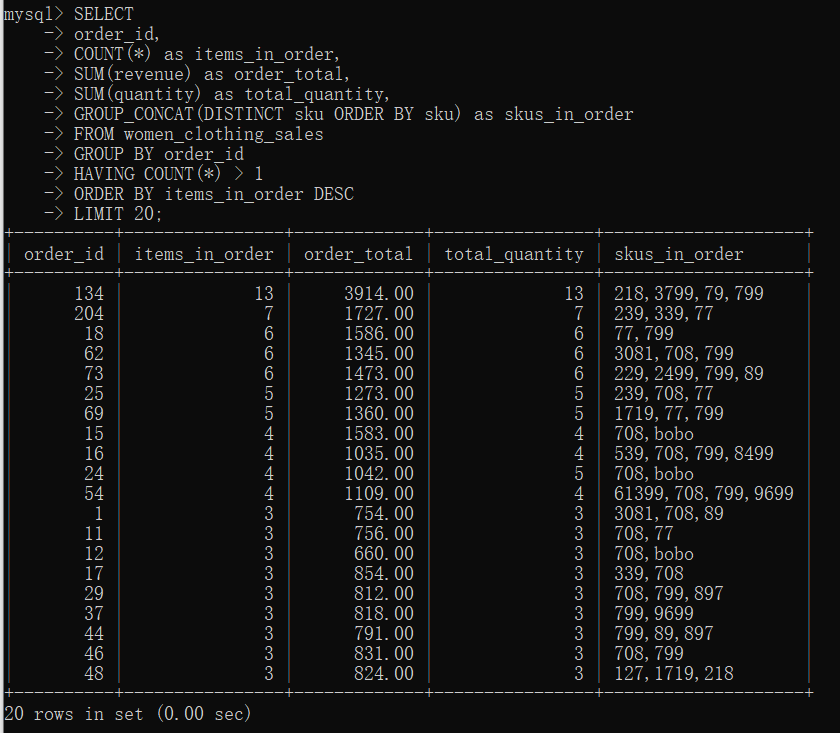 mysql> SELECT
    -> order_id,
    -> COUNT(*) as items_in_order,
    -> SUM(revenue) as order_total,
    -> SUM(quantity) as total_quantity,
    -> GROUP_CONCAT(DISTINCT sku ORDER BY sku) as skus_in_order
    -> FROM women_clothing_sales
    -> GROUP BY order_id
    -> HAVING COUNT(*) > 1
    -> ORDER BY items_in_order DESC
    -> LIMIT 20;
+----------+----------------+-------------+----------------+--------------------+
| order_id | items_in_order | order_total | total_quantity | skus_in_order      |
+----------+----------------+-------------+----------------+--------------------+
|      134 |             13 |     3914.00 |             13 | 218,3799,79,799    |
|      204 |              7 |     1727.00 |              7 | 239,339,77         |
|       18 |              6 |     1586.00 |              6 | 77,799             |
|       62 |              6 |     1345.00 |              6 | 3081,708,799       |
|       73 |              6 |     1473.00 |              6 | 229,2499,799,89    |
|       25 |              5 |     1273.00 |              5 | 239,708,77         |
|       69 |              5 |     1360.00 |              5 | 1719,77,799        |
|       15 |              4 |     1583.00 |              4 | 708,bobo           |
|       16 |              4 |     1035.00 |              4 | 539,708,799,8499   |
|       24 |              4 |     1042.00 |              5 | 708,bobo           |
|       54 |              4 |     1109.00 |              4 | 61399,708,799,9699 |
|        1 |              3 |      754.00 |              3 | 3081,708,89        |
|       11 |              3 |      756.00 |              3 | 708,77             |
|       12 |              3 |      660.00 |              3 | 708,bobo           |
|       17 |              3 |      854.00 |              3 | 339,708            |
|       29 |              3 |      812.00 |              3 | 708,799,897        |
|       37 |              3 |      818.00 |              3 | 799,9699           |
|       44 |              3 |      791.00 |              3 | 799,89,897         |
|       46 |              3 |      831.00 |              3 | 708,799            |
|       48 |              3 |      824.00 |              3 | 127,1719,218       |
+----------+----------------+-------------+----------------+--------------------+
20 rows in set (0.00 sec)